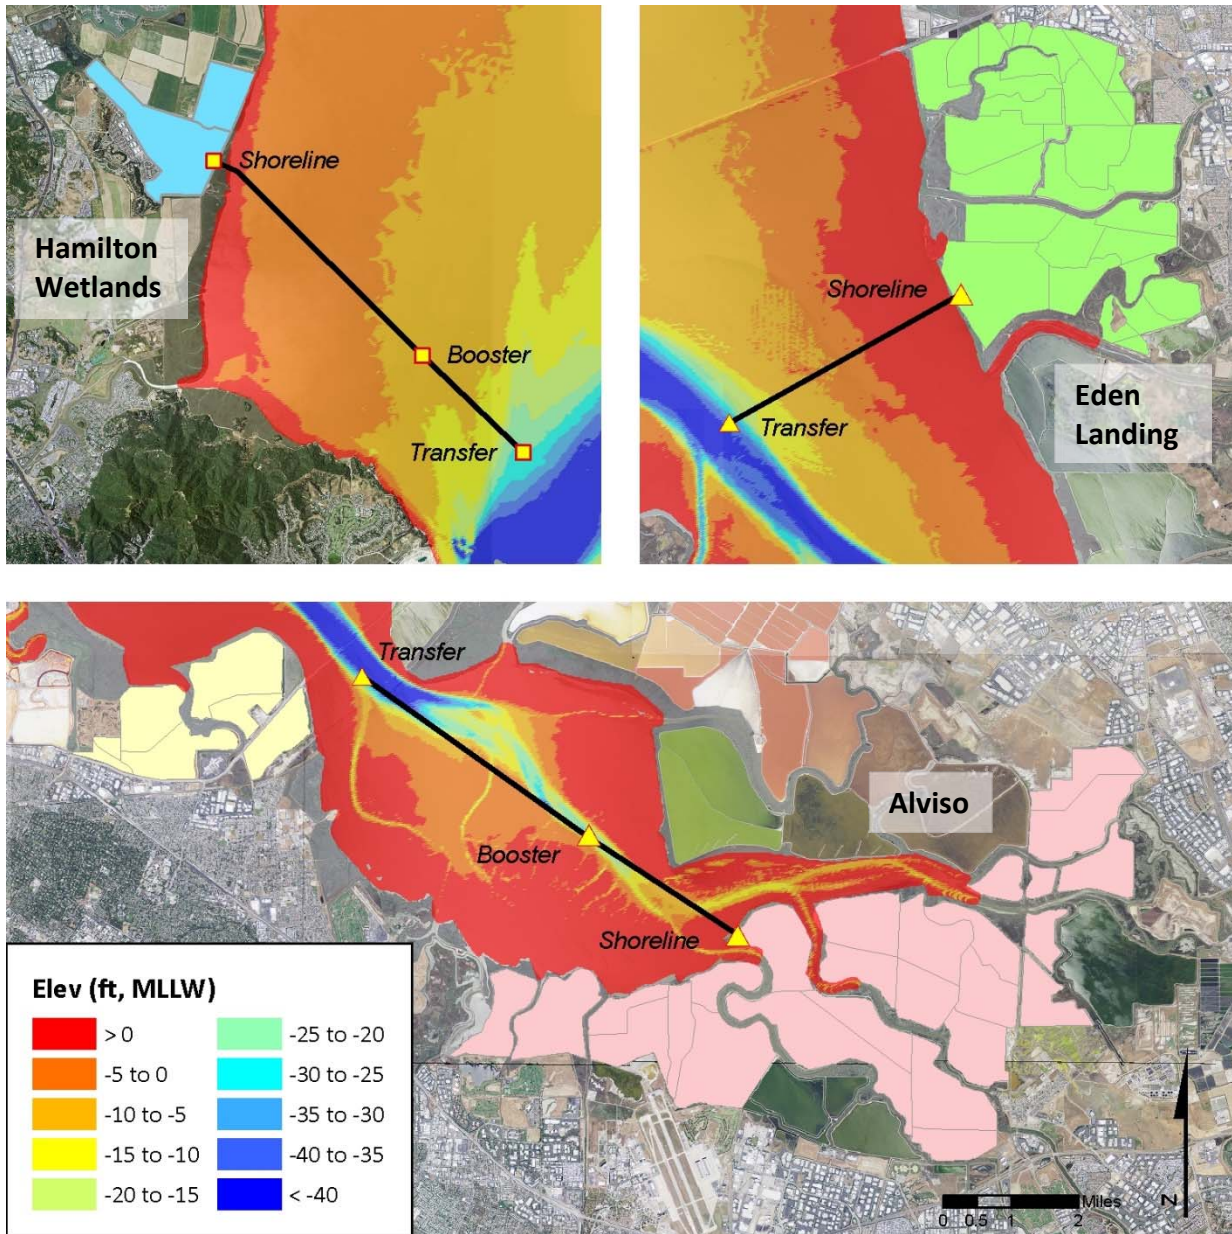 Shoreline
Hamilton
Wetlands
Booster
Transfer
Shoreline
Transfer
Eden
Landing
Transfer
Alviso
Booster
Shoreline
Elev (ft, MLLW)
> 0
-5 to 0
-10 to -5
-15 to -10
-20 to -15
-25 to -20
-30 to -25
-35 to -30
-40 to -35
< -40
Miles
0 0.5 1 2
N